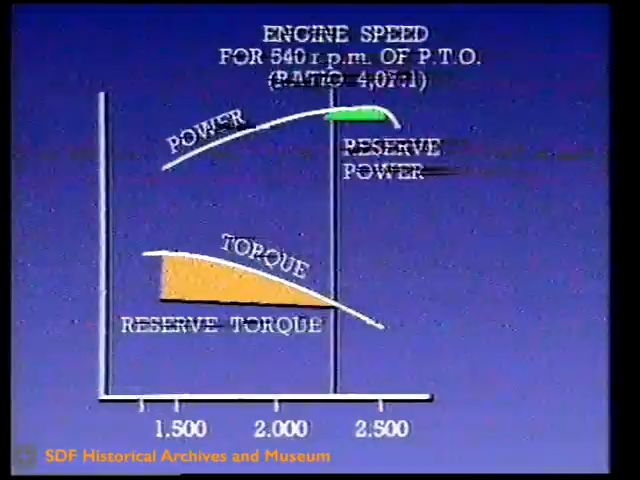 ENGINE SPEED
FOR 540 r.p.m. OF P.T.O.
(RATIO 4,07:1)
POWER
RESERVE
POWER
TORQUE
RESERVE TORQUE
1.500 2.000 2.500
SDF Historical Archives and Museum